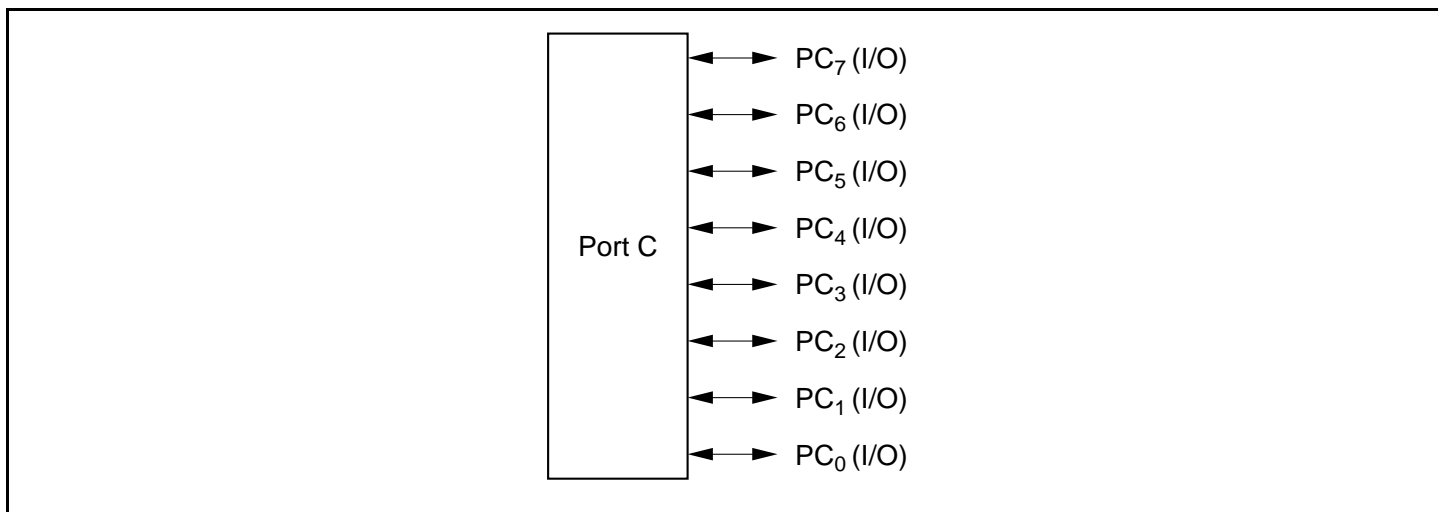 PC7 (I/O)
PC6 (I/O)
PC5 (I/O)
PC4 (I/O)
Port C
PC3 (I/O)
PC2 (I/O)
PC1 (I/O)
PC0 (I/O)